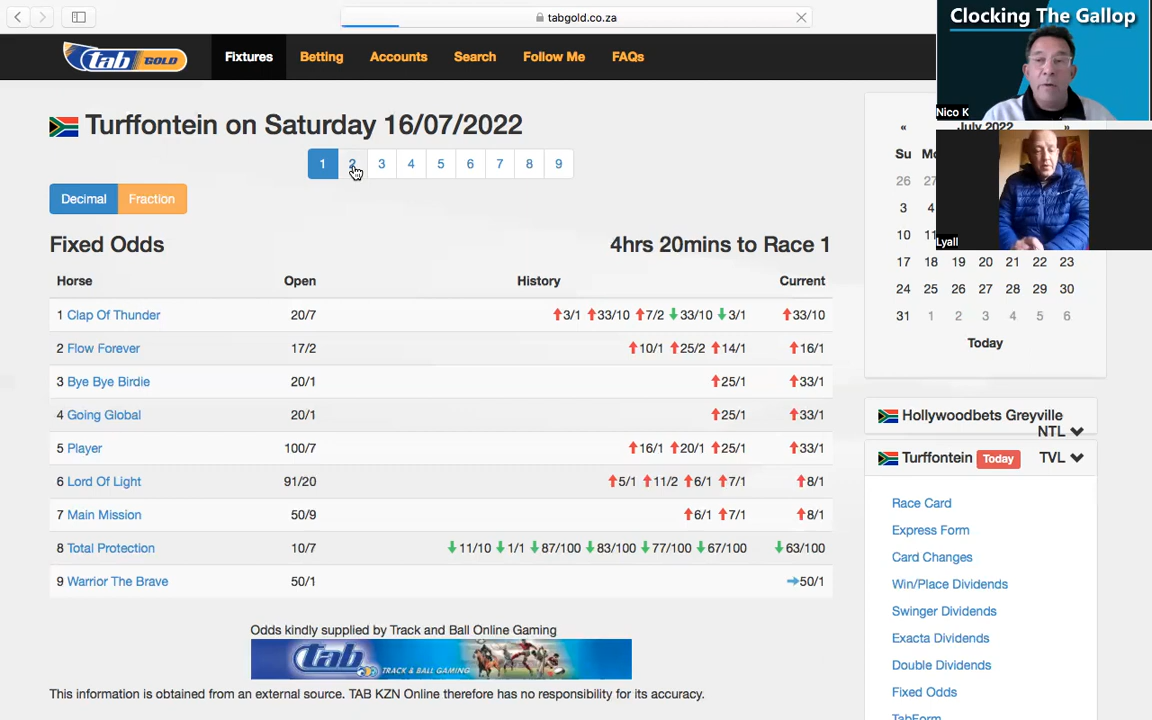 tabgold.co.za
Clocking The Gallop
tab GOLD
Fixtures
Betting
Accounts
Search
Follow Me
FAQs
Nico K
Turffontein on Saturday 16/07/2022
1 2 3 4 5 6 7 8 9
Decimal Fraction
Fixed Odds
4hrs 20mins to Race 1
Horse Open History Current
1 Clap Of Thunder 20/7 3/1 33/10 7/2 33/10 3/1 33/10
2 Flow Forever 17/2 10/1 25/2 14/1 16/1
3 Bye Bye Birdie 20/1 25/1 33/1
4 Going Global 20/1 25/1 33/1
5 Player 100/7 16/1 20/1 25/1 33/1
6 Lord Of Light 91/20 5/1 11/2 6/1 7/1 8/1
7 Main Mission 50/9 6/1 7/1 8/1
8 Total Protection 10/7 11/10 1/1 87/100 83/100 77/100 67/100 63/100
9 Warrior The Brave 50/1 50/1
Odds kindly supplied by Track and Ball Online Gaming
tab TRACK & BALL GAMING
This information is obtained from an external source. TAB KZN Online therefore has no responsibility for its accuracy.
« July 2022 »
Su Mo
26 27
3 4
10 11
Lyall
17 18 19 20 21 22 23
24 25 26 27 28 29 30
31 1 2 3 4 5 6
Today
Hollywoodbets Greyville
NTL
Turffontein Today TVL
Race Card
Express Form
Card Changes
Win/Place Dividends
Swinger Dividends
Exacta Dividends
Double Dividends
Fixed Odds
TabForm